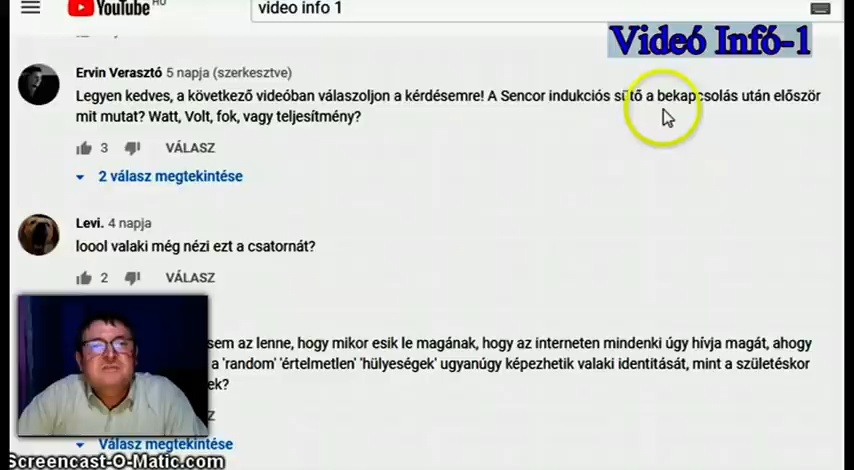 YouTube HU
video info 1
Videó Infó-1
Ervin Verasztó 5 napja (szerkesztve)
Legyen kedves, a következő videóban válaszoljon a kérdésemre! A Sencor indukciós sütő a bekapcsolás után először
mit mutat? Watt, Volt, fok, vagy teljesítmény?
3 VÁLASZ
2 válasz megtekintése
Levi. 4 napja
loool valaki még nézi ezt a csatornát?
2 VÁLASZ
sem az lenne, hogy mikor esik le magának, hogy az interneten mindenki úgy hívja magát, ahogy
a 'random' 'értelmetlen' 'hülyeségek' ugyanúgy képezhetik valaki identitását, mint a születéskor
ek?
Z
Válasz megtekintése
Screencast-O-Matic.com